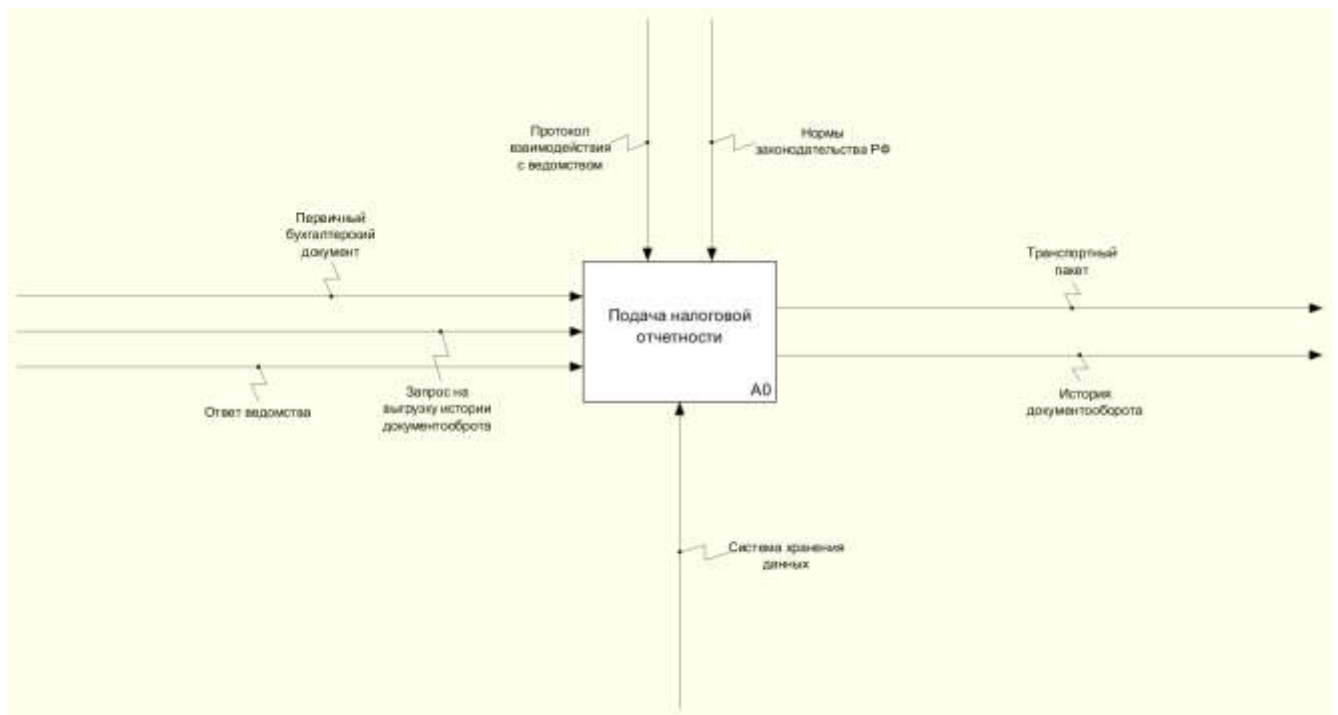 Протокол
взаимодействия
с ведомством
Нормы
законодательства РФ
Первичный
бухгалтерский
документ
Транспортный
пакет
Подача налоговой
отчетности
A0
Ответ ведомства
Запрос на
выгрузку истории
документооброта
История
документооборота
Система хранения
данных